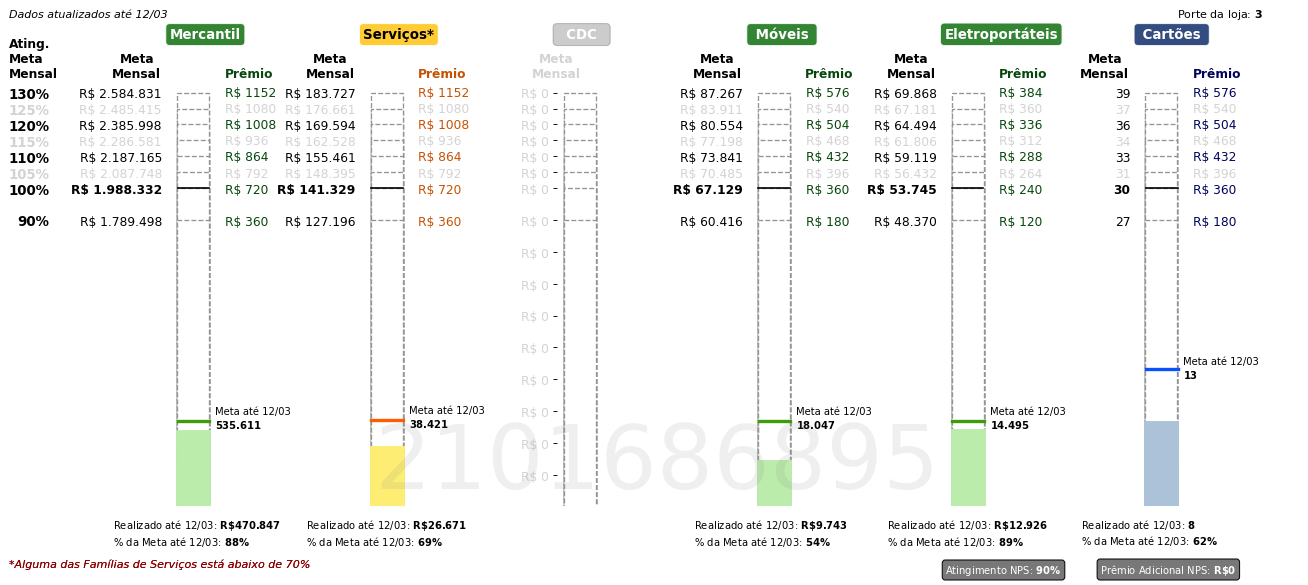 Dados atualizados até 12/03
Porte da loja: 3
Mercantil Serviços* CDC Móveis Eletroportáteis Cartões
Ating. Meta Mensal
Meta Mensal Prêmio Meta Mensal Prêmio Meta Mensal Meta Mensal Prêmio Meta Mensal Prêmio Meta Mensal Prêmio
130% R$ 2.584.831 R$ 1152 R$ 183.727 R$ 1152 R$ 0 R$ 87.267 R$ 576 R$ 69.868 R$ 384 39 R$ 576
125% R$ 2.485.415 R$ 1080 R$ 176.661 R$ 1080 R$ 0 R$ 83.911 R$ 540 R$ 67.181 R$ 360 37 R$ 540
120% R$ 2.385.998 R$ 1008 R$ 169.594 R$ 1008 R$ 0 R$ 80.554 R$ 504 R$ 64.494 R$ 336 36 R$ 504
115% R$ 2.286.581 R$ 936 R$ 162.528 R$ 936 R$ 0 R$ 77.198 R$ 468 R$ 61.806 R$ 312 34 R$ 468
110% R$ 2.187.165 R$ 864 R$ 155.461 R$ 864 R$ 0 R$ 73.841 R$ 432 R$ 59.119 R$ 288 33 R$ 432
105% R$ 2.087.748 R$ 792 R$ 148.395 R$ 792 R$ 0 R$ 70.485 R$ 396 R$ 56.432 R$ 264 31 R$ 396
100% R$ 1.988.332 R$ 720 R$ 141.329 R$ 720 R$ 0 R$ 67.129 R$ 360 R$ 53.745 R$ 240 30 R$ 360
90% R$ 1.789.498 R$ 360 R$ 127.196 R$ 360 R$ 0 R$ 60.416 R$ 180 R$ 48.370 R$ 120 27 R$ 180
R$ 0
R$ 0
R$ 0
R$ 0
Meta até 12/03
13
R$ 0
R$ 0
Meta até 12/03 Meta até 12/03 Meta até 12/03 Meta até 12/03
535.611 38.421 18.047 14.495
R$ 0
R$ 0
2101686895
Realizado até 12/03: R$470.847 Realizado até 12/03: R$26.671 Realizado até 12/03: R$9.743 Realizado até 12/03: R$12.926 Realizado até 12/03: 8
% da Meta até 12/03: 88% % da Meta até 12/03: 69% % da Meta até 12/03: 54% % da Meta até 12/03: 89% % da Meta até 12/03: 62%
*Alguma das Famílias de Serviços está abaixo de 70%
Atingimento NPS: 90% Prêmio Adicional NPS: R$0